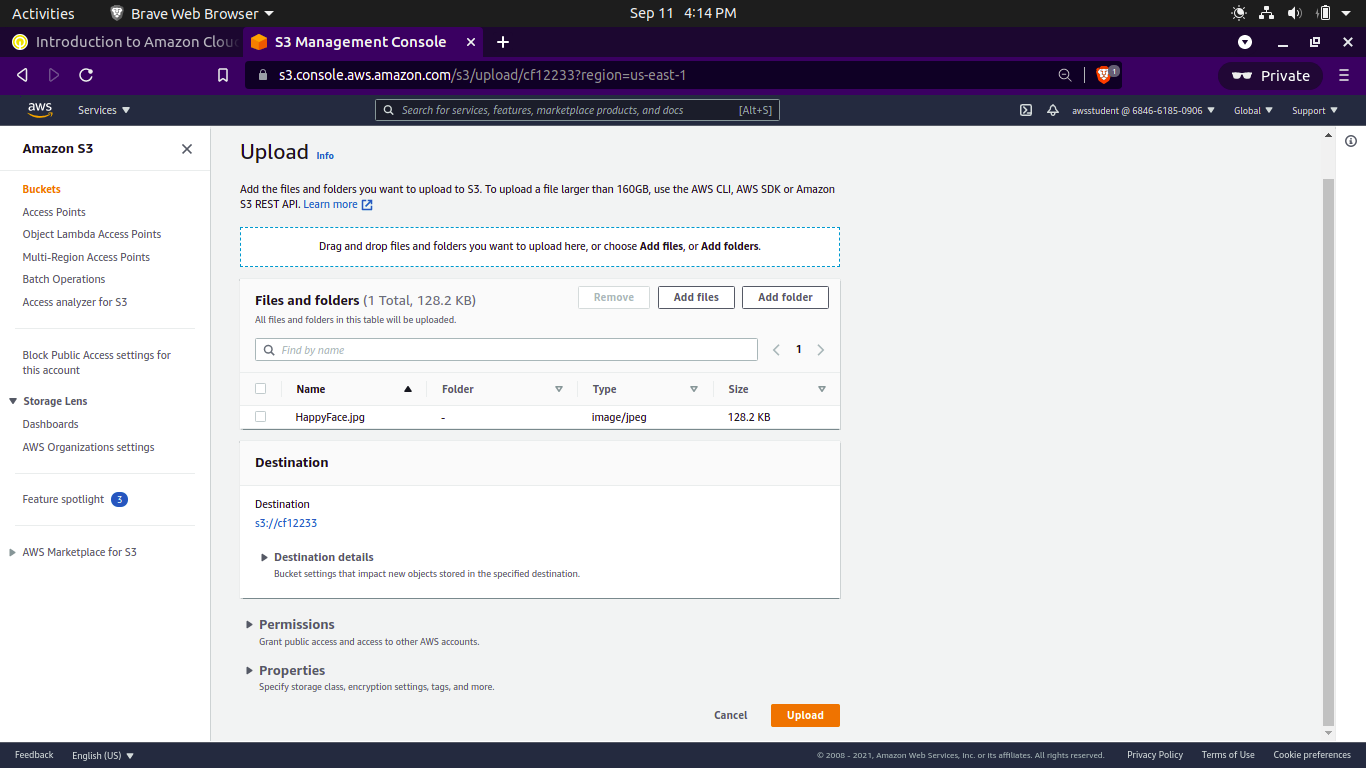 Activities
Brave Web Browser
Sep 11 4:14 PM
Introduction to Amazon Clou
S3 Management Console
s3.console.aws.amazon.com/s3/upload/cf12233?region=us-east-1
1
Private
aws
Services
Search for services, features, marketplace products, and docs
[Alt+S]
awsstudent @ 6846-6185-0906
Global
Support
Amazon S3
Buckets
Access Points
Object Lambda Access Points
Multi-Region Access Points
Batch Operations
Access analyzer for S3
Block Public Access settings for
this account
Storage Lens
Dashboards
AWS Organizations settings
Feature spotlight 3
AWS Marketplace for S3
Upload Info
Add the files and folders you want to upload to S3. To upload a file larger than 160GB, use the AWS CLI, AWS SDK or Amazon
S3 REST API. Learn more
Drag and drop files and folders you want to upload here, or choose Add files, or Add folders.
Files and folders (1 Total, 128.2 KB)
All files and folders in this table will be uploaded.
Remove
Add files
Add folder
Find by name
1
Name Folder Type Size
HappyFace.jpg - image/jpeg 128.2 KB
Destination
Destination
s3://cf12233
Destination details
Bucket settings that impact new objects stored in the specified destination.
Permissions
Grant public access and access to other AWS accounts.
Properties
Specify storage class, encryption settings, tags, and more.
Cancel
Upload
Feedback
English (US)
© 2008 - 2021, Amazon Web Services, Inc. or its affiliates. All rights reserved.
Privacy Policy
Terms of Use
Cookie preferences